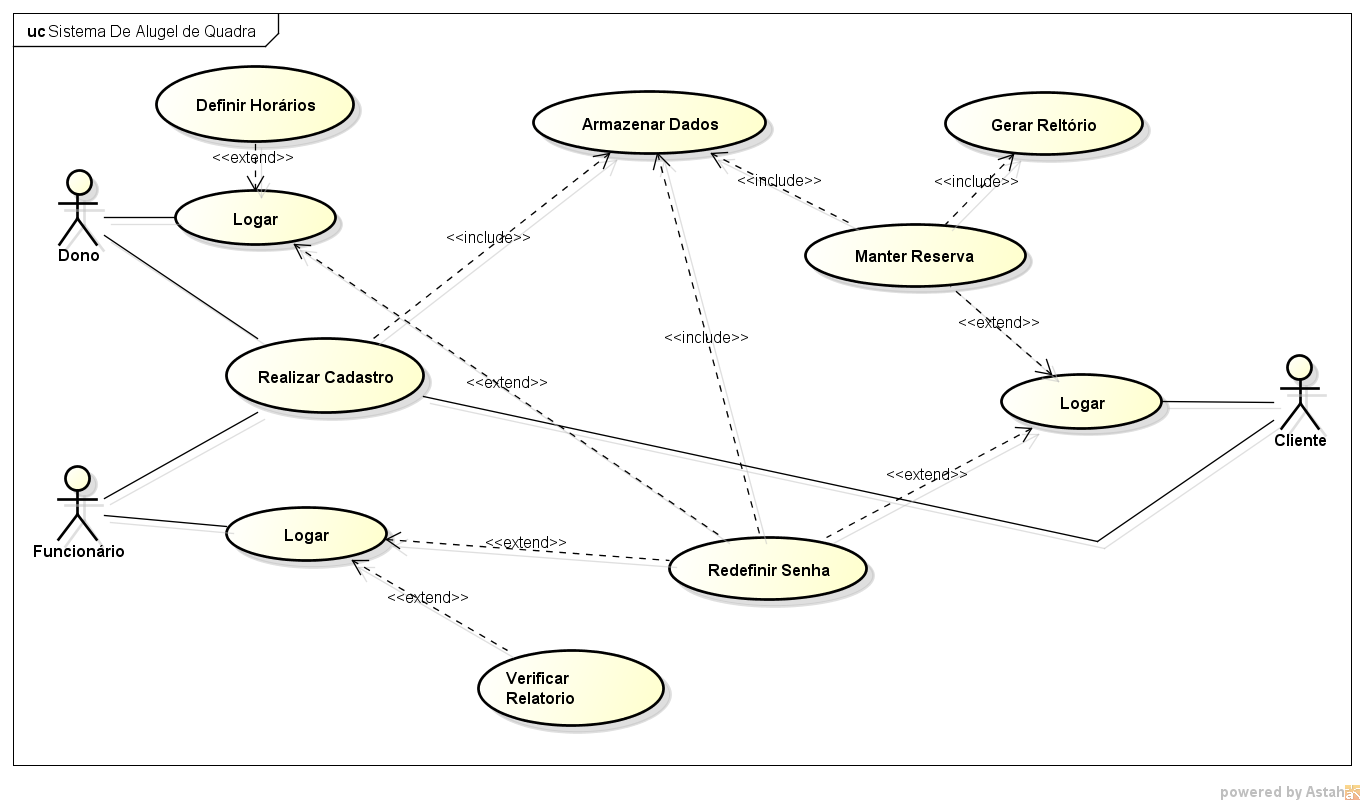 uc Sistema De Alugel de Quadra
Definir Horários
Armazenar Dados
Gerar Reltório
<<extend>>
<<include>>
<<include>>
Logar
Dono
<<include>>
Manter Reserva
<<extend>>
<<include>>
Realizar Cadastro
<<extend>>
Logar
Cliente
<<extend>>
Funcionário
Logar
<<extend>>
Redefinir Senha
<<extend>>
Verificar
Relatorio
powered by Astah